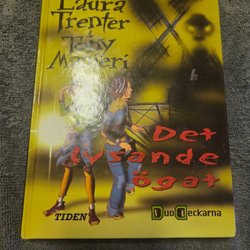 Laura
Trenter
&
Tony
Manieri
Det
lysande
ögat
TIDEN
DuoDeckarna